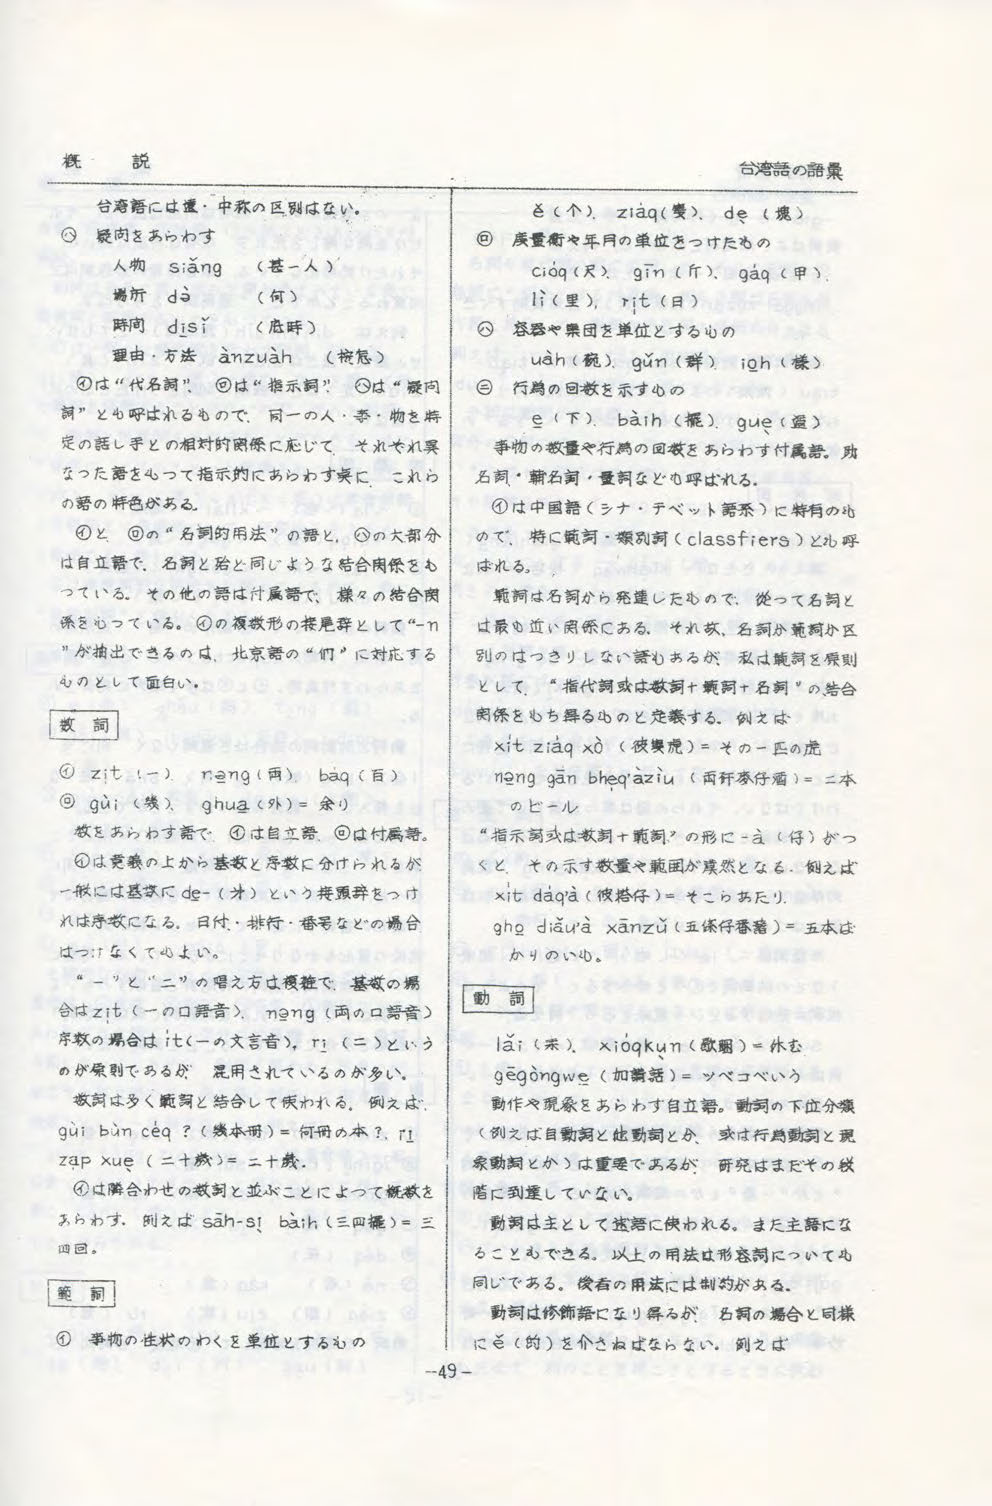 概　説
台湾語の語彙
台湾語には遠・中称の区別はない。
㋩ 疑问をあらわす
人物 siǎng （甚一人）
場所 dà （何）
時间 di̱sǐ （底時）
理由・方法 ànzuàh （按怎）
㋑は“代名詞”、㋺は“指示詞”、㋩は“疑问
詞”とも呼ばれるもので、同一の人・事・物を特
定の話し手との相対的関係に応じて、それぞれ異
なった語をもって指示的にあらわす点に、これら
の語の特色がある。
㋑と、㋺の“名詞的用法”の語と、㋩の大部分
は自立語で、名詞と殆ど同じような結合関係をも
っている。その他の語は付属語で、様々の結合関
係をもっている。㋑の複数形の接尾辞として“-n
”が抽出できるのは、北京語の“们”に対応する
ものとして面白い。
数　詞
㋑ zi̩t（一）、 nə̱ng（両）、 baq（百）
㋺ gùi（幾）、 ghua̱（外）＝ 余り
数をあらわす語で、㋑は自立語、㋺は付属語。
㋑は意義の上から基数と序数に分けられるが、
一般には基数に de̱-（才）という接頭辞をつけ
れば序数になる。日付・排行・番号などの場合
はつけなくてもよい。
“一”と“二”の唱え方は複雑で、基数の場
合は zi̩t（一の口語音）、 nə̱ng（両の口語音）
序数の場合は it（一の文言音）、 ri̱（二）という
のが原則であるが、混用されているのが多い。
数詞は多く範詞と結合して使われる。例えば、
gùi bùn céq ?（幾本冊）＝ 何冊の本？、ri̱
za̩p xue̱（二十歳）＝ 二十歳.
㋑は隣合わせの数詞と並ぶことによって概数を
あらわす。例えば sāh-si̩ bàih（三四擺）＝ 三
四回。
範　詞
㋑ 事物の性状のわくを単位とするもの
ě（个）、 ziaq（隻）、 de̱（塊）
㋺ 度量衡や年月の単位をつけたもの
cioq（尺）、 gīn（斤）、 gaq（甲）、
lì（里）、 ri̩t（日）
㋩ 容器や集団を単位とするもの
uàh（碗）、 gǔn（群） io̱h（様）
㋥ 行為の回数を示すもの
e̱（下）、 bàih（擺）、 gue̱（過）
事物の数量や行為の回数をあらわす付属語。助
名詞・輔名詞・量詞なども呼ばれる。
㋑は中国語（シナ・チベット語系）に特有のも
ので、特に範詞・類別詞（classfiers）とも呼
ばれる。
範詞は名詞から発達したもので、従って名詞と
は最も近い関係にある。それ故、名詞か範詞か区
別のはっきりしない語もあるが、私は範詞を原則
として、“指代詞或は数詞＋範詞＋名詞”の結合
関係をもち得るものと定義する。例えば
xit ziaq xò（彼隻虎）＝ その一匹の虎
nə̱ng gān bhe̩q'àziù（両矸麥仔酒）＝ 二本
のビール
“指示詞或は数詞＋範詞”の形に -à（仔）がつ
くと、その示す数量や範囲が漠然となる。例えば
xit daq'à（彼搭仔）＝ そこらあたり
gho̱ diǎu'à xānzǔ（五條仔番薯）＝ 五本ば
かりのいも。
動　詞
lǎi（来）、 xioqku̩n（歇睏）＝ 休む
gēgòngwe̱（加講話）＝ ツベコベいう
動作や現象をあらわす自立語。動詞の下位分類
（例えば自動詞と他動詞とか、或は行為動詞と現
象動詞とか）は重要であるが、研究はまだその段
階に到達していない。
動詞は主として述語に使われる。また主語にな
ることもできる。以上の用法は形容詞についても
同じである。後者の用法には制約がある。
動詞は修飾語になり得るが、名詞の場合と同様
にě（的）を介さねばならない。例えば
—49—